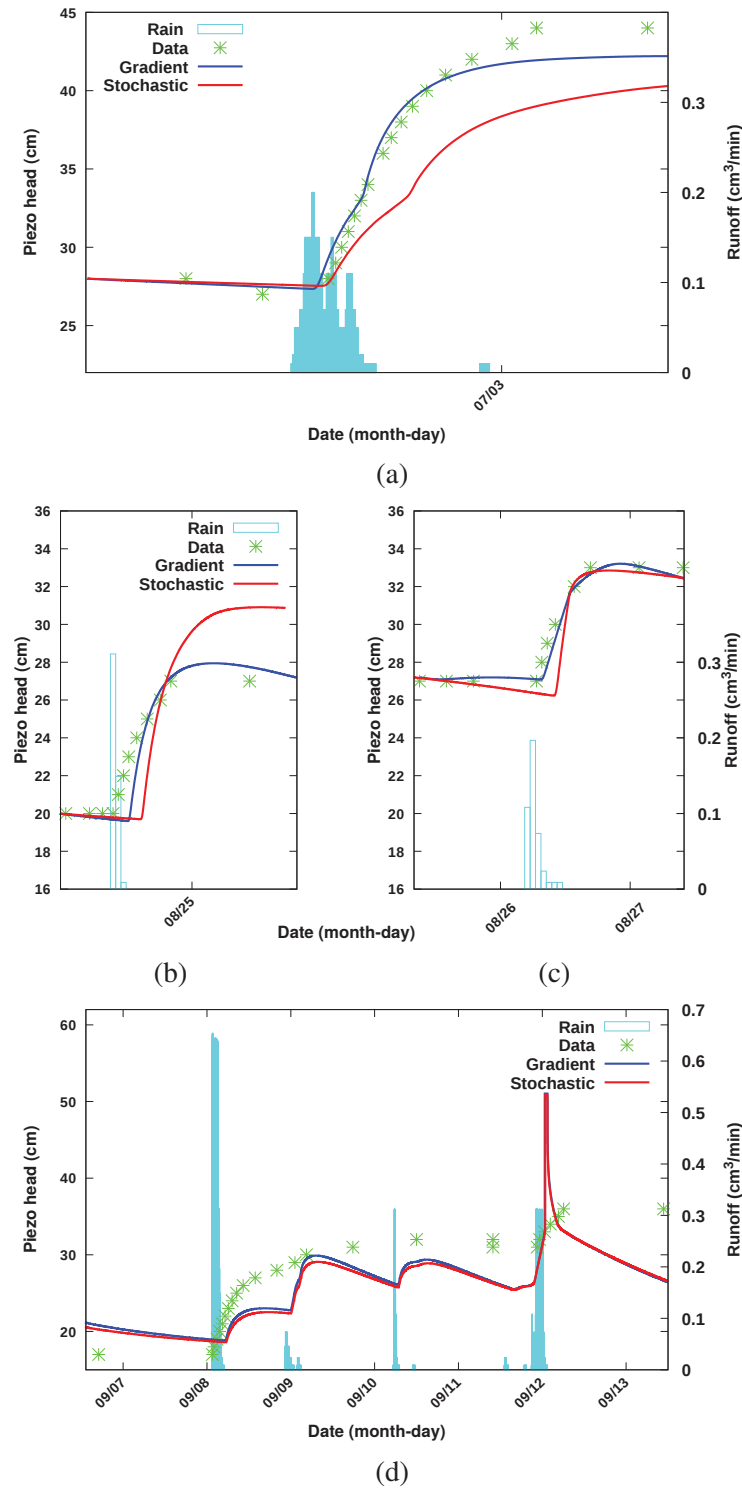 45
40
35
30
25
Piezo head (cm)
Rain
Data
Gradient
Stochastic
0.3
0.2
0.1
0
Runoff (cm³/min)
07/03
Date (month-day)
(a)
36
34
32
30
28
26
24
22
20
18
16
Piezo head (cm)
Rain
Data
Gradient
Stochastic
08/25
36
34
32
30
28
26
24
22
20
18
16
Piezo head (cm)
0.3
0.2
0.1
0
Runoff (cm³/min)
08/26
08/27
Date (month-day)
(b)
(c)
60
50
40
30
20
Piezo head (cm)
Rain
Data
Gradient
Stochastic
0.7
0.6
0.5
0.4
0.3
0.2
0.1
0
Runoff (cm³/min)
09/07
09/08
09/09
09/10
09/11
09/12
09/13
Date (month-day)
(d)